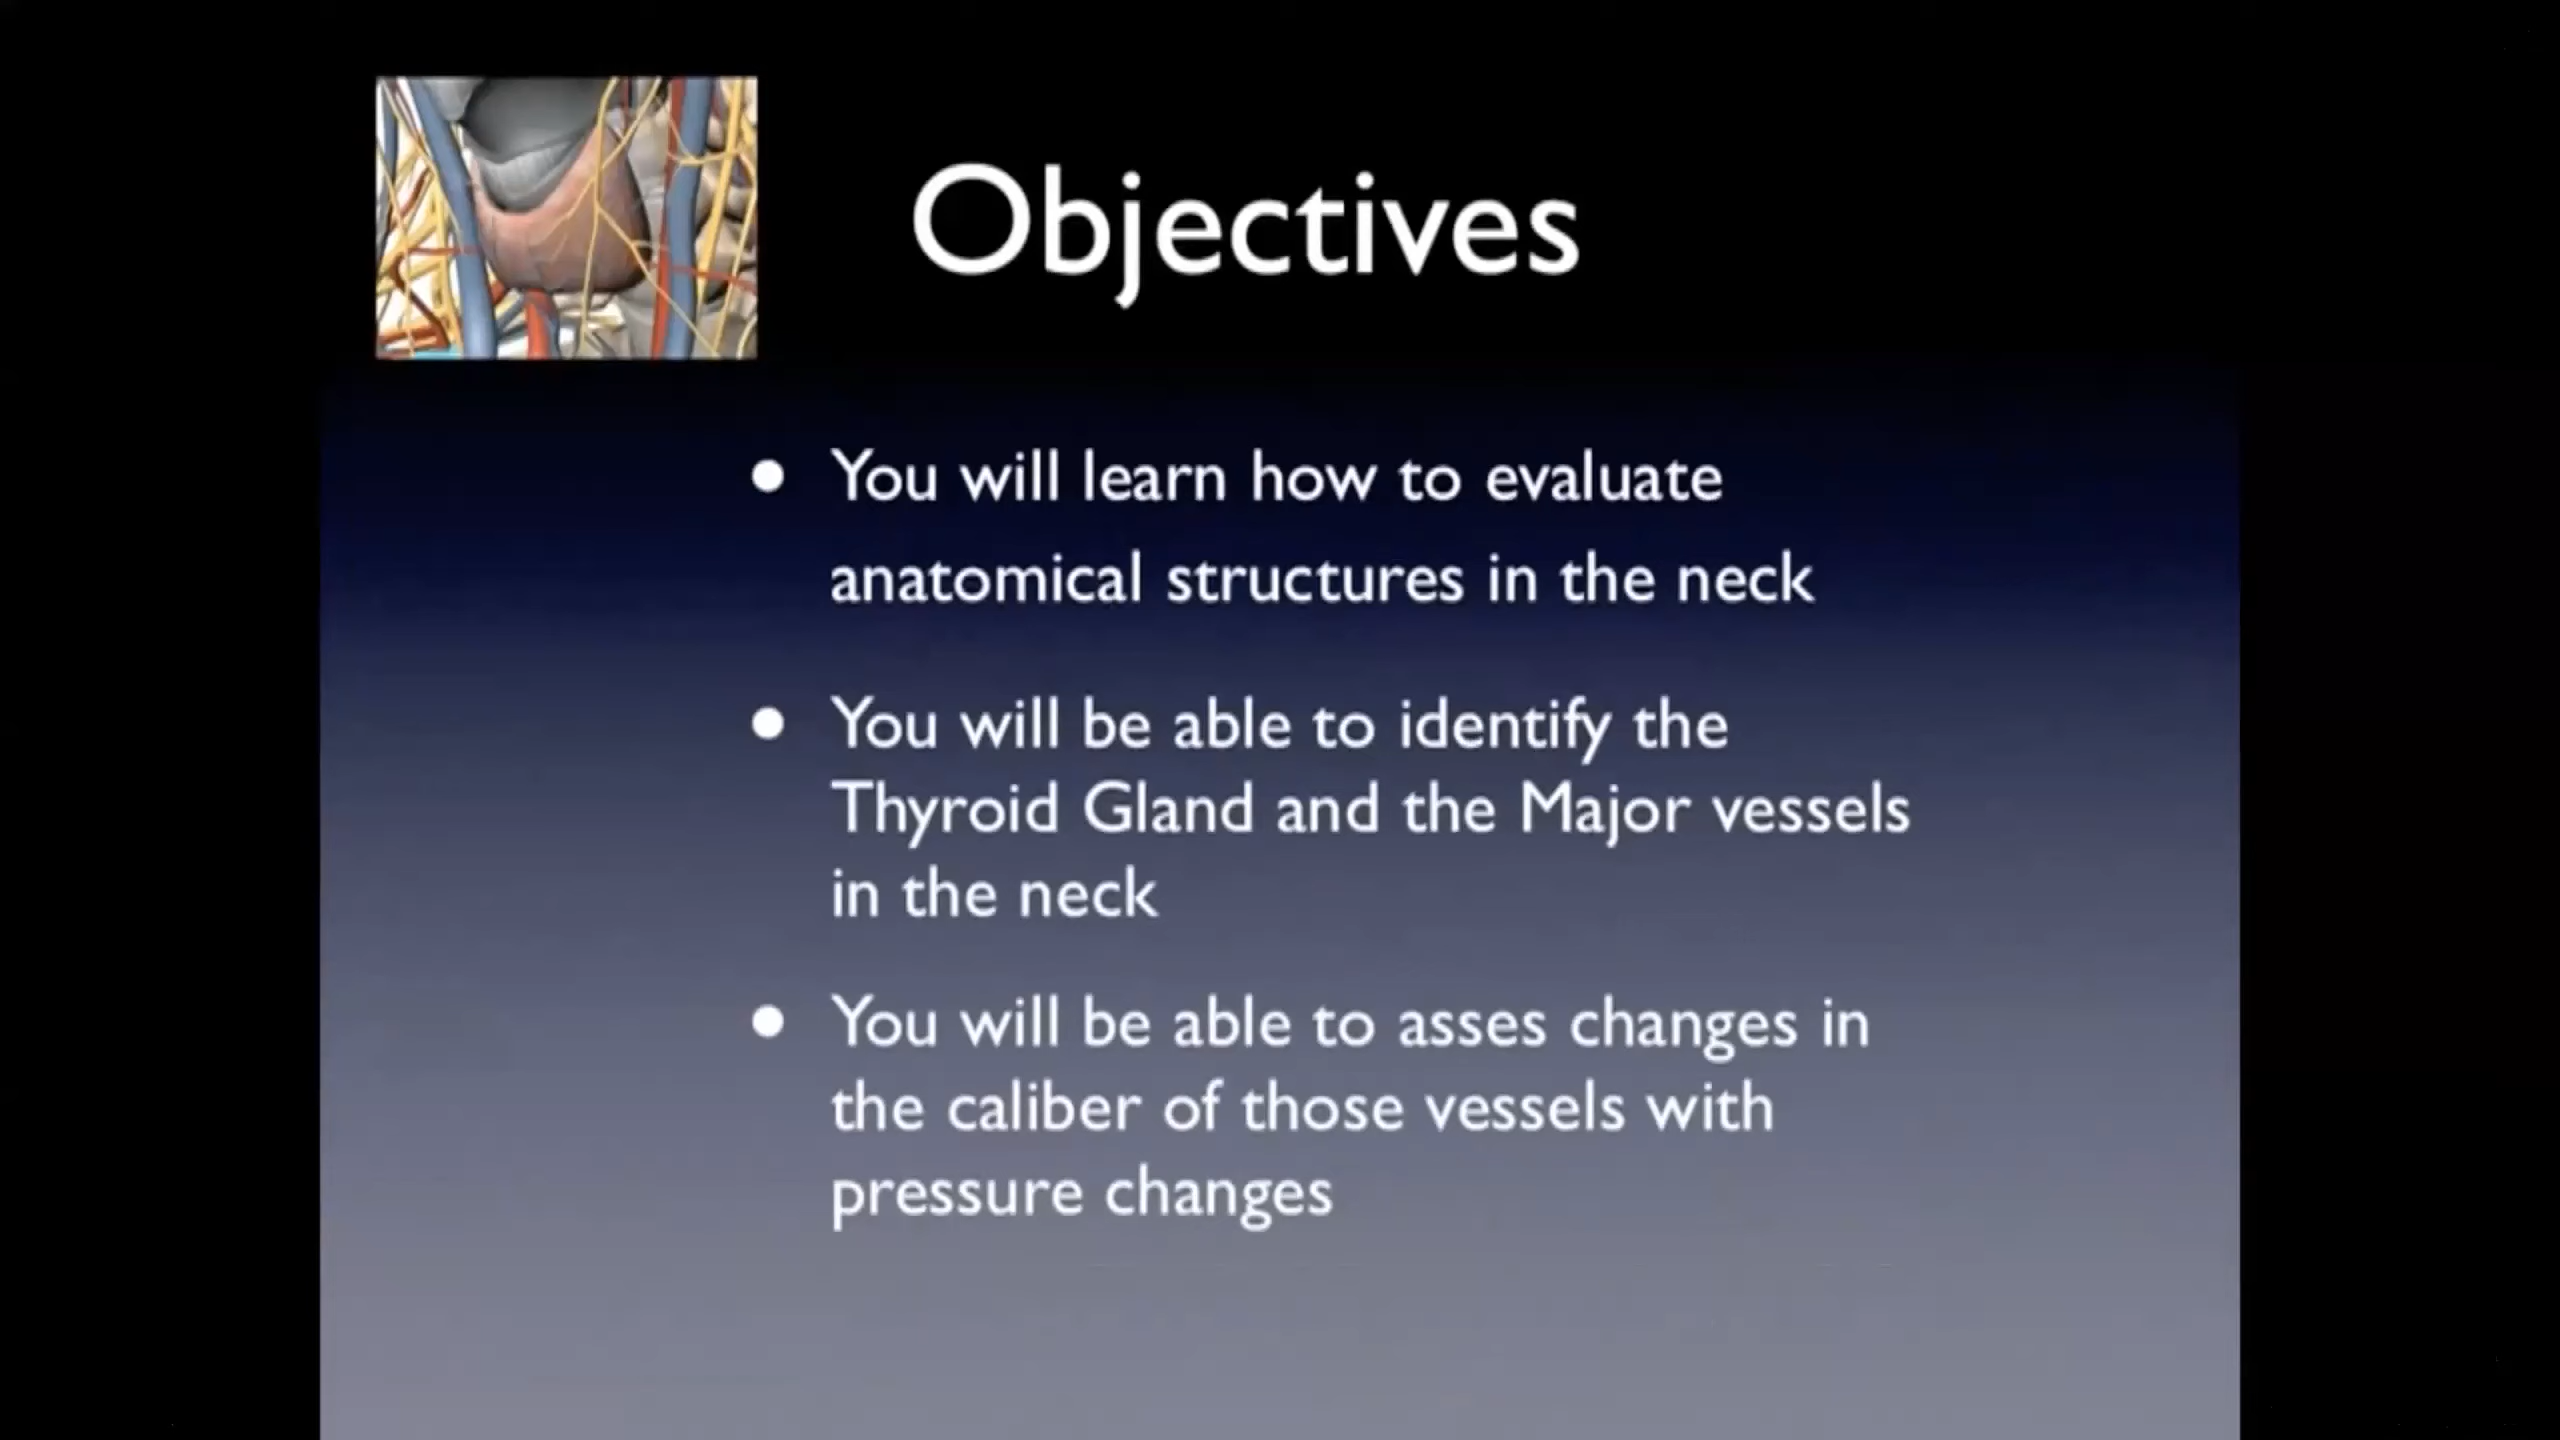 Objectives
• You will learn how to evaluate
anatomical structures in the neck
• You will be able to identify the
Thyroid Gland and the Major vessels
in the neck
• You will be able to asses changes in
the caliber of those vessels with
pressure changes